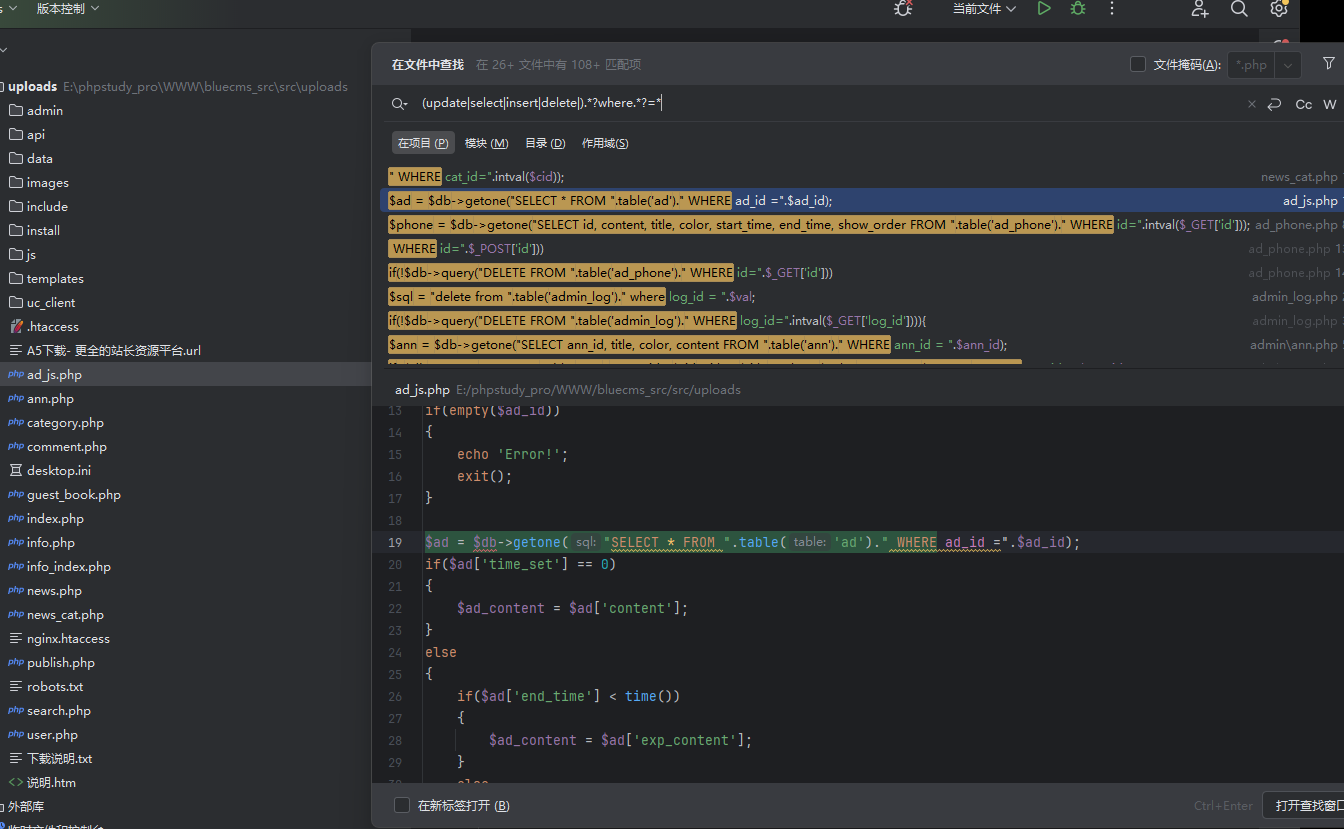 版本控制
当前文件
uploads E:\phpstudy_pro\WWW\bluecms_src\src\uploads
admin
api
data
images
include
install
js
templates
uc_client
.htaccess
A5下载- 更全的站长资源平台.url
php ad_js.php
php ann.php
php category.php
php comment.php
desktop.ini
php guest_book.php
php index.php
php info.php
php info_index.php
php news.php
php news_cat.php
nginx.htaccess
php publish.php
robots.txt
php search.php
php user.php
下载说明.txt
<> 说明.htm
外部库
在文件中查找 在 26+ 文件中有 108+ 匹配项
文件掩码(A): *.php
(update|select|insert|delete|).*?where.*?=*
Cc W
在项目 (P) 模块 (M) 目录 (D) 作用域(S)
" WHERE cat_id=".intval($cid)); news_cat.php
$ad = $db->getone("SELECT * FROM ".table('ad')." WHERE ad_id =".$ad_id); ad_js.php
$phone = $db->getone("SELECT id, content, title, color, start_time, end_time, show_order FROM ".table('ad_phone')." WHERE id=".intval($_GET['id'])); ad_phone.php
WHERE id=".$_POST['id'])) ad_phone.php
if(!$db->query("DELETE FROM ".table('ad_phone')." WHERE id=".$_GET['id'])) ad_phone.php
$sql = "delete from ".table('admin_log')." where log_id = ".$val; admin_log.php
if(!$db->query("DELETE FROM ".table('admin_log')." WHERE log_id=".intval($_GET['log_id']))){ admin_log.php
$ann = $db->getone("SELECT ann_id, title, color, content FROM ".table('ann')." WHERE ann_id = ".$ann_id); admin\ann.php
ad_js.php E:/phpstudy_pro/WWW/bluecms_src/src/uploads
13 if(empty($ad_id))
14 {
15 echo 'Error!';
16 exit();
17 }
18
19 $ad = $db->getone( sql: "SELECT * FROM ".table( table: 'ad')." WHERE ad_id =".$ad_id);
20 if($ad['time_set'] == 0)
21 {
22 $ad_content = $ad['content'];
23 }
24 else
25 {
26 if($ad['end_time'] < time())
27 {
28 $ad_content = $ad['exp_content'];
29 }
在新标签打开 (B)
Ctrl+Enter
打开查找窗口